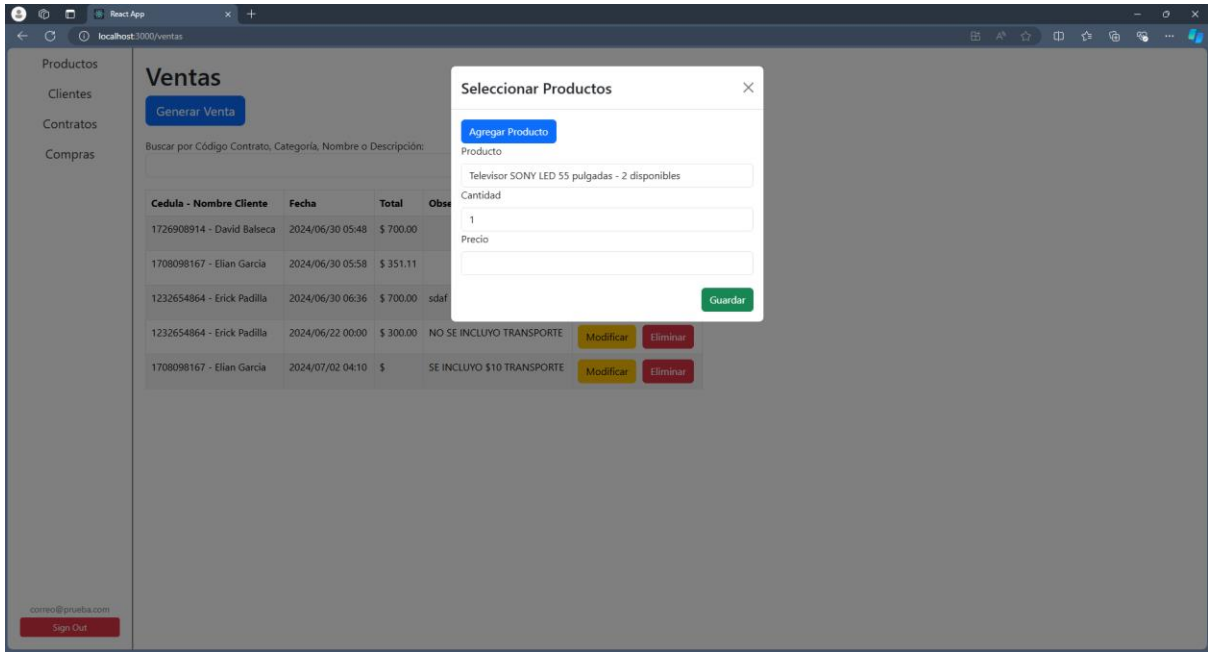 React App
localhost:3000/ventas
Productos
Clientes
Contratos
Compras
Ventas
Generar Venta
Buscar por Código Contrato, Categoría, Nombre o Descripción:
Cedula - Nombre Cliente Fecha Total Obse
1726908914 - David Balseca 2024/06/30 05:48 $ 700.00
1708098167 - Elian Garcia 2024/06/30 05:58 $ 351.11
1232654864 - Erick Padilla 2024/06/30 06:36 $ 700.00 sdaf
1232654864 - Erick Padilla 2024/06/22 00:00 $ 300.00 NO SE INCLUYO TRANSPORTE Modificar Eliminar
1708098167 - Elian Garcia 2024/07/02 04:10 $ SE INCLUYO $10 TRANSPORTE Modificar Eliminar
Seleccionar Productos
Agregar Producto
Producto
Televisor SONY LED 55 pulgadas - 2 disponibles
Cantidad
1
Precio
Guardar
correo@prueba.com
Sign Out